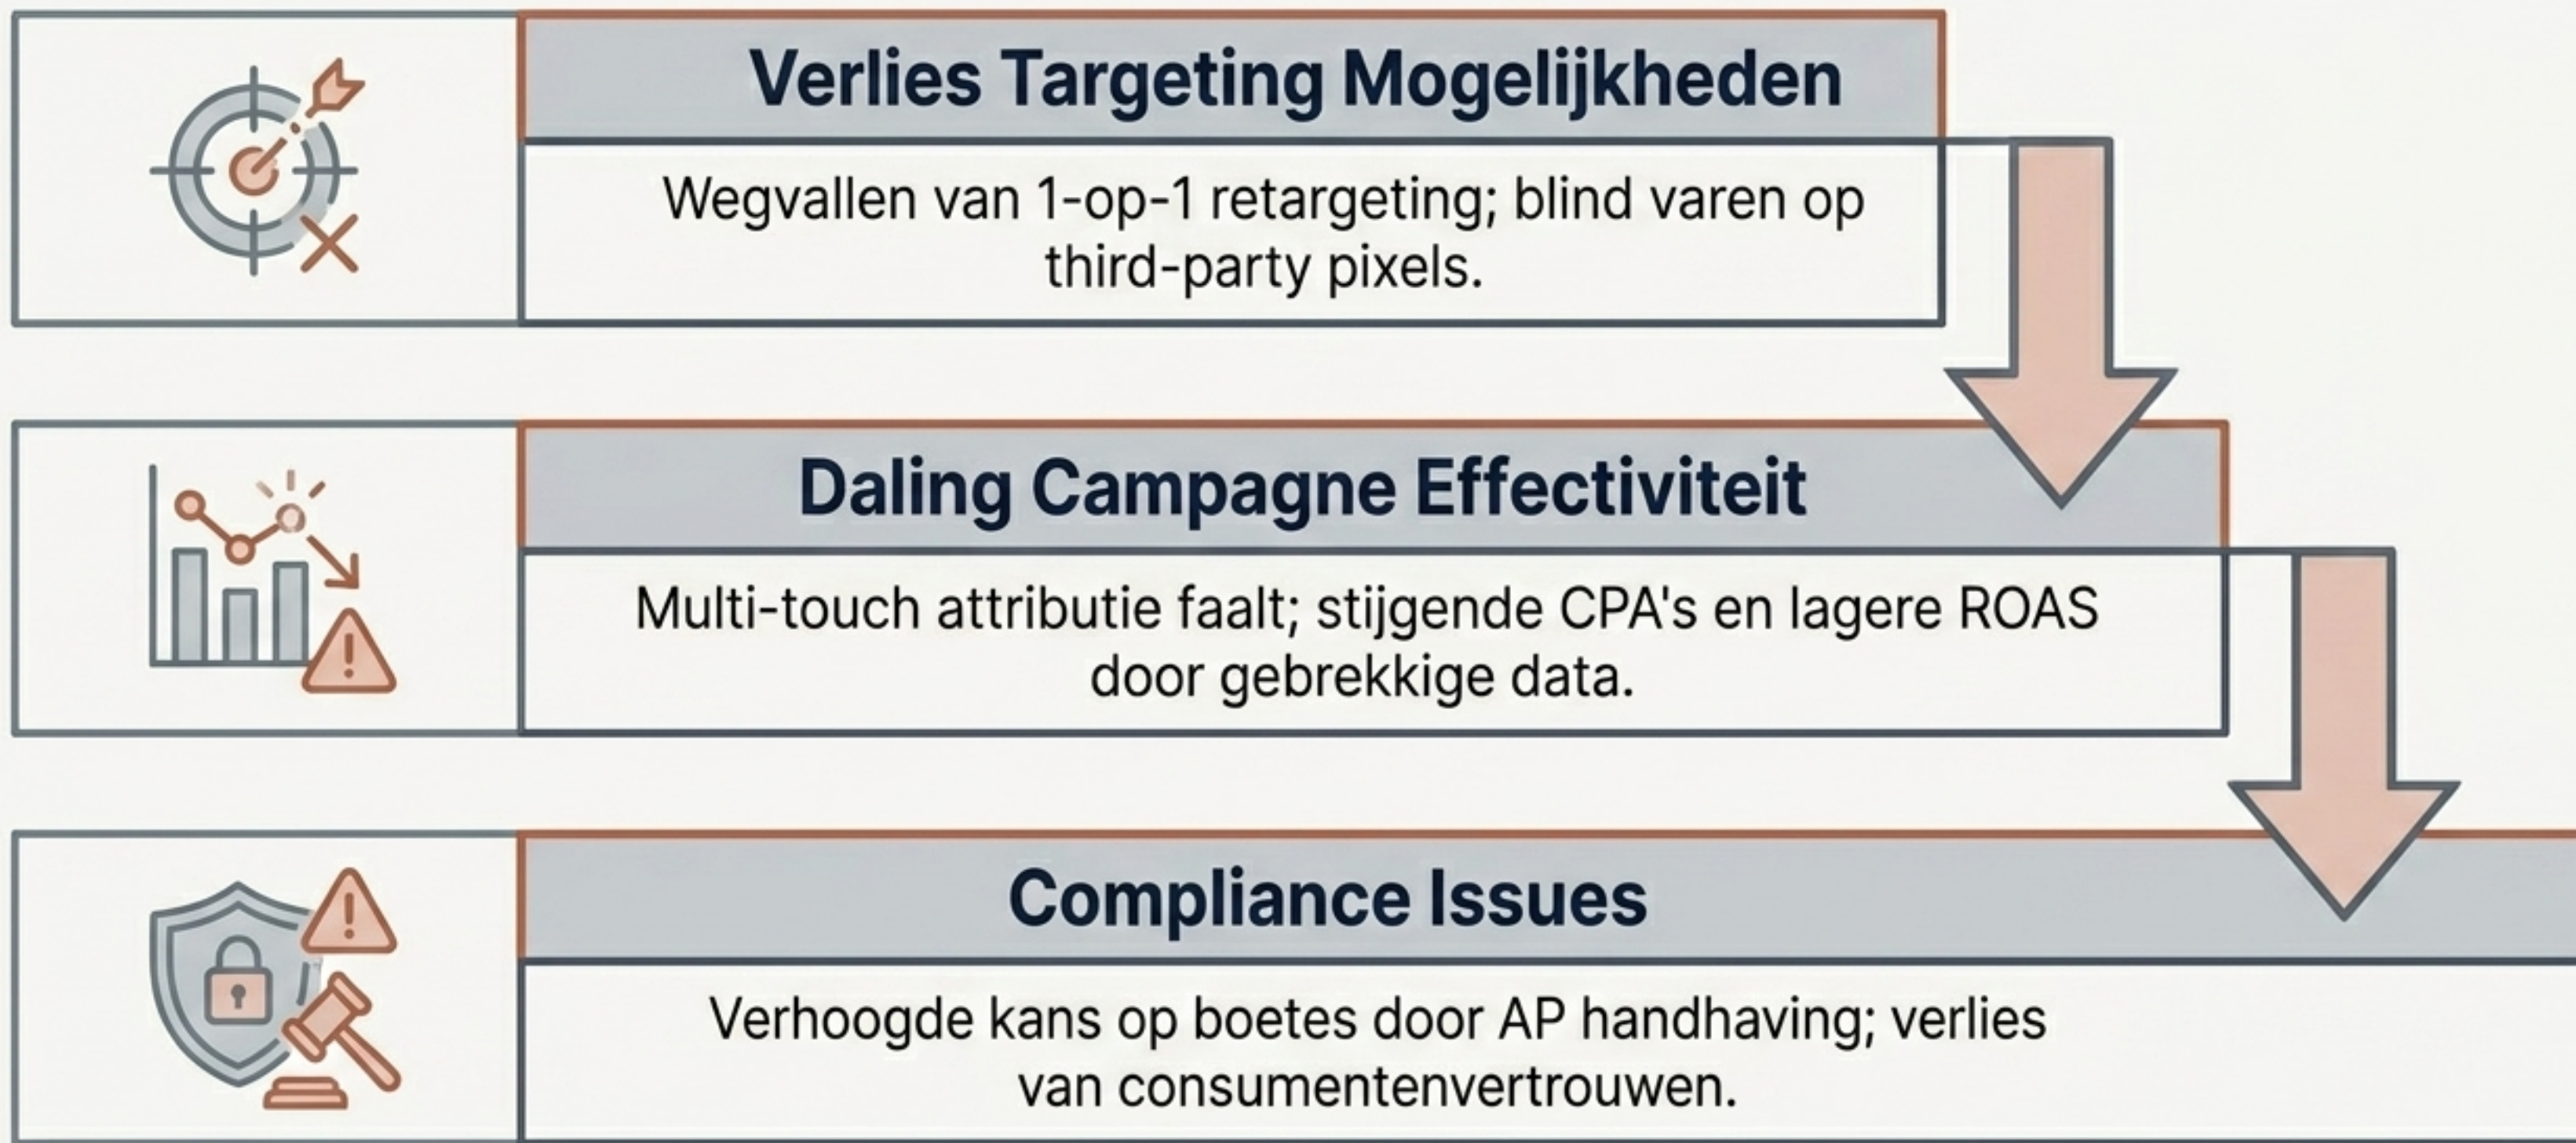 Verlies Targeting Mogelijkheden
Wegvallen van 1-op-1 retargeting; blind varen op
third-party pixels.
Daling Campagne Effectiviteit
Multi-touch attributie faalt; stijgende CPA's en lagere ROAS
door gebrekkige data.
Compliance Issues
Verhoogde kans op boetes door AP handhaving; verlies
van consumentenvertrouwen.